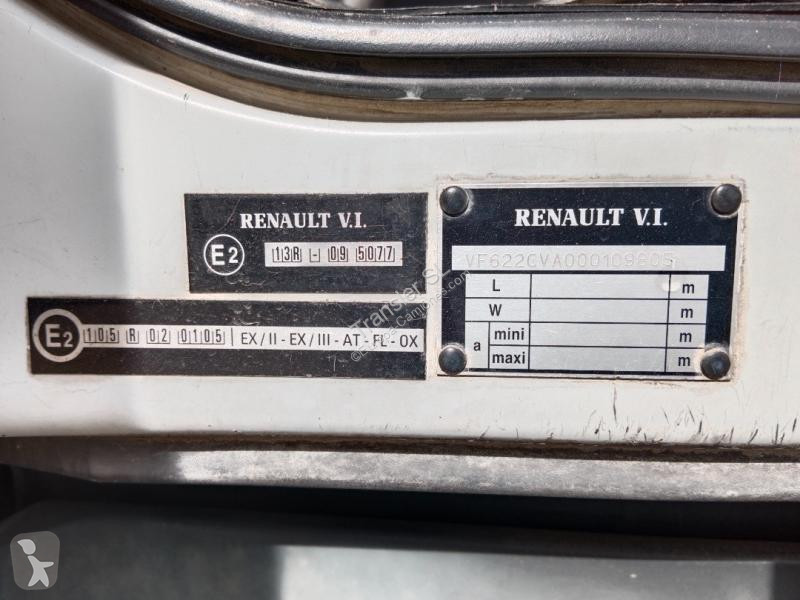 RENAULT V.I.
E2
13R - 09 5077
E2
105 R 02 0105 EX/II - EX/III - AT - FL - OX
RENAULT V.I.
VF622GVA000109805
L m
W m
a mini m
maxi m